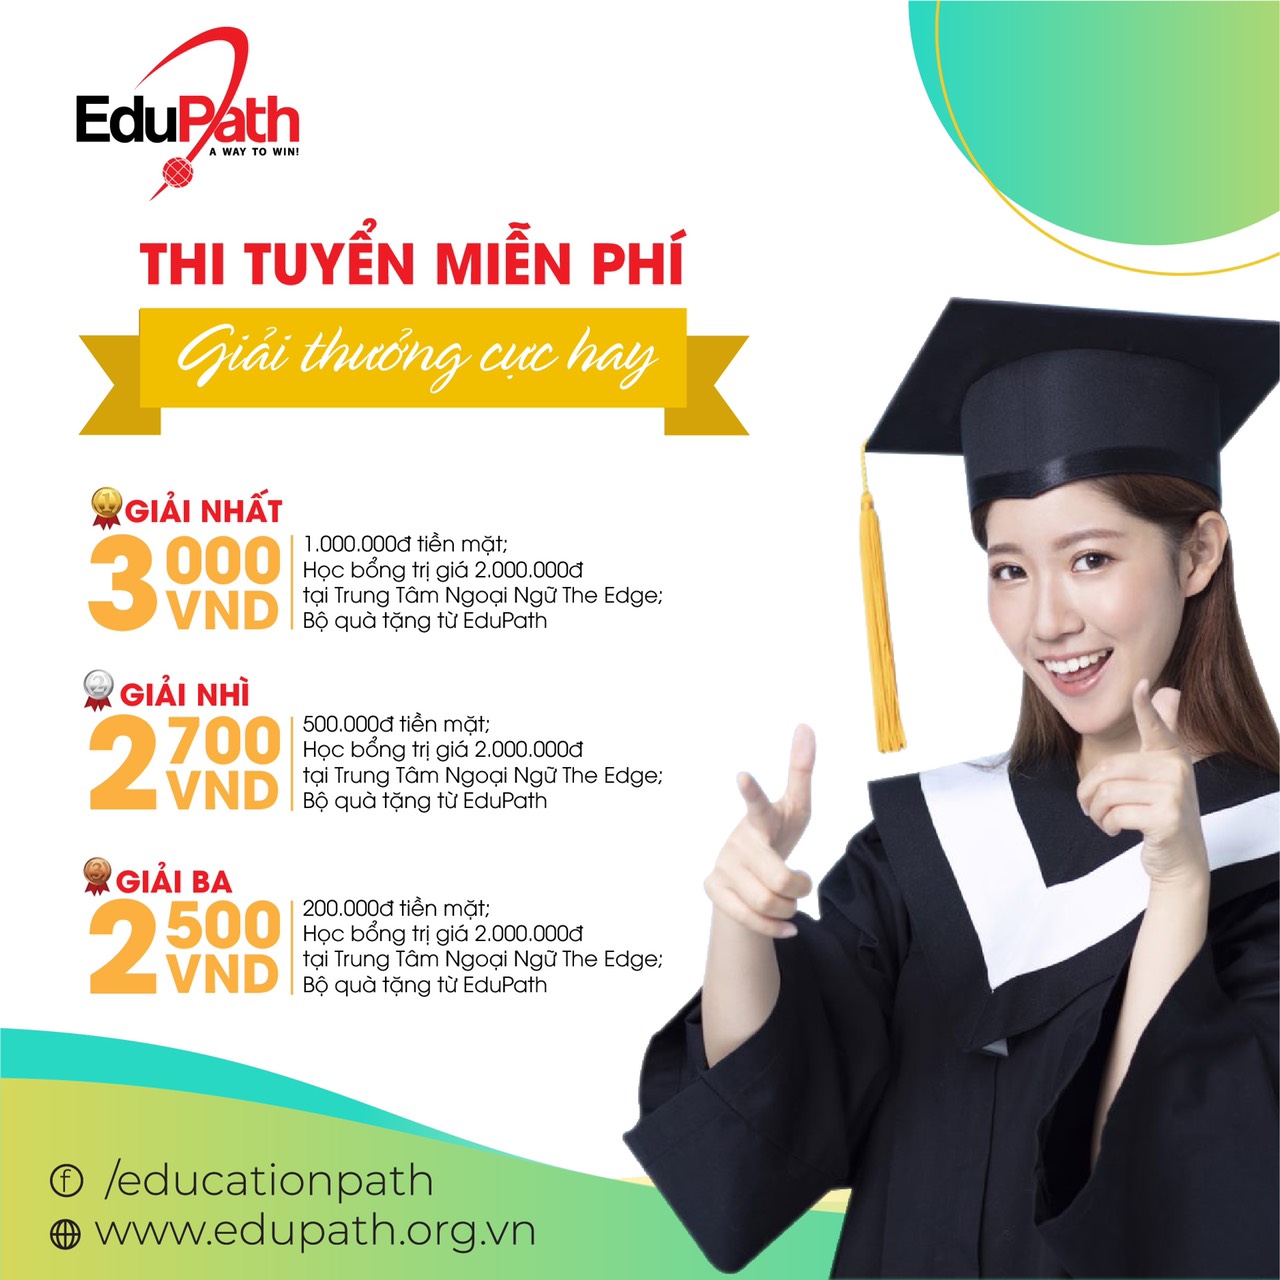 EduPath
A WAY TO WIN!
THI TUYỂN MIỄN PHÍ
Giải thưởng cực hay
1
GIẢI NHẤT
3 000
VND
1.000.000đ tiền mặt;
Học bổng trị giá 2.000.000đ
tại Trung Tâm Ngoại Ngữ The Edge;
Bộ quà tặng từ EduPath
2
GIẢI NHÌ
2 700
VND
500.000đ tiền mặt;
Học bổng trị giá 2.000.000đ
tại Trung Tâm Ngoại Ngữ The Edge;
Bộ quà tặng từ EduPath
3
GIẢI BA
2 500
VND
200.000đ tiền mặt;
Học bổng trị giá 2.000.000đ
tại Trung Tâm Ngoại Ngữ The Edge;
Bộ quà tặng từ EduPath
f /educationpath
www.edupath.org.vn